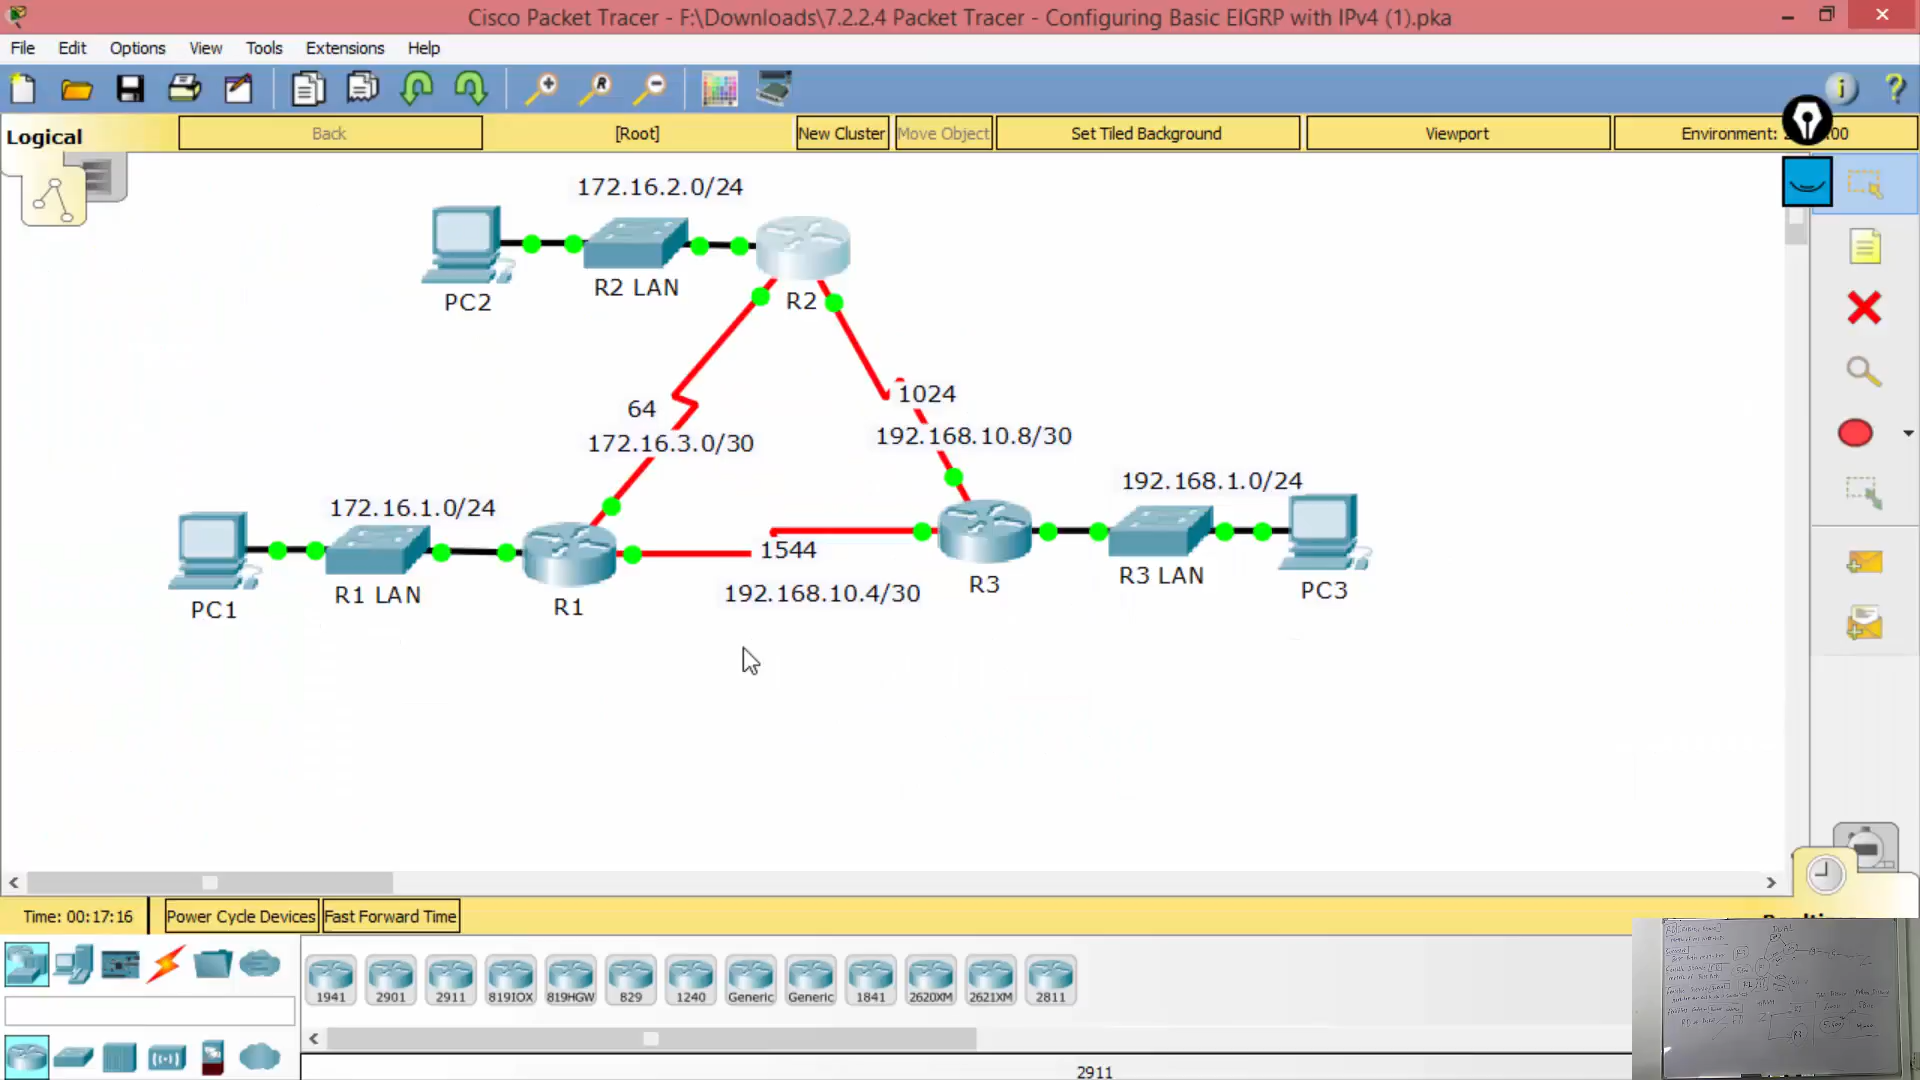 Cisco Packet Tracer - F:\Downloads\7.2.2.4 Packet Tracer - Configuring Basic EIGRP with IPv4 (1).pka
File Edit Options View Tools Extensions Help
Logical Back [Root] New Cluster Move Object Set Tiled Background Viewport Environment: :00
172.16.2.0/24
PC2 R2 LAN R2
64 1024
172.16.3.0/30 192.168.10.8/30
172.16.1.0/24 192.168.1.0/24
1544
192.168.10.4/30
PC1 R1 LAN R1 R3 R3 LAN PC3
Time: 00:17:16 Power Cycle Devices Fast Forward Time
1941 2901 2911 819IOX 819HGW 829 1240 Generic Generic 1841 2620XM 2621XM 2811
2911